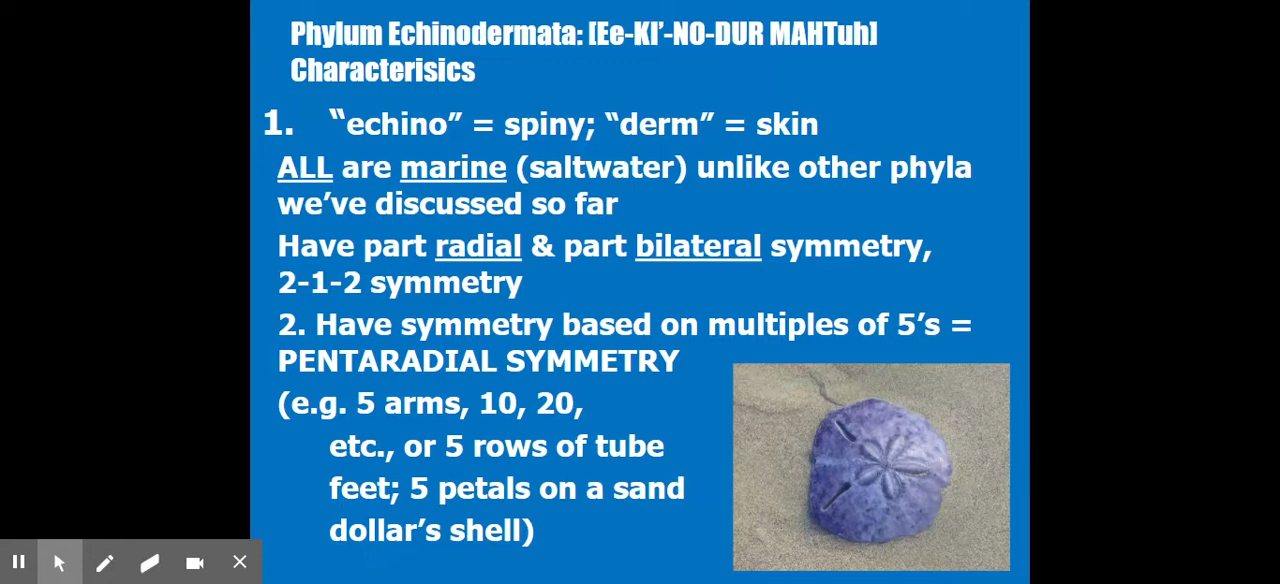 Phylum Echinodermata: [Ee-KI’-NO-DUR MAHTuh]
Characterisics
1. “echino” = spiny; “derm” = skin
ALL are marine (saltwater) unlike other phyla
we’ve discussed so far
Have part radial & part bilateral symmetry,
2-1-2 symmetry
2. Have symmetry based on multiples of 5’s =
PENTARADIAL SYMMETRY
(e.g. 5 arms, 10, 20,
etc., or 5 rows of tube
feet; 5 petals on a sand
dollar’s shell)